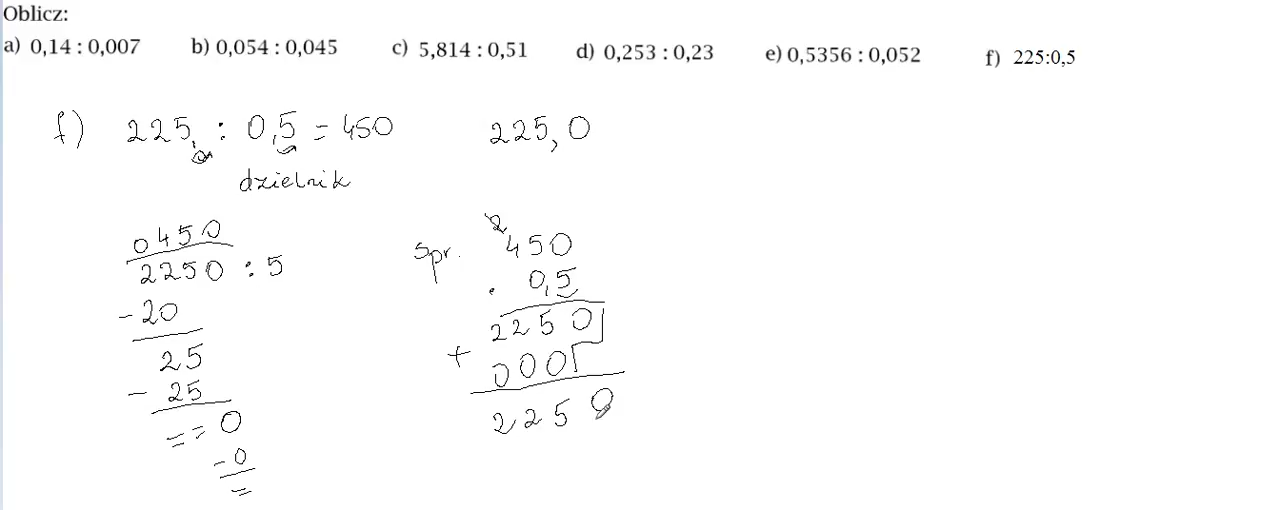 Oblicz:
a) 0,14 : 0,007 b) 0,054 : 0,045 c) 5,814 : 0,51 d) 0,253 : 0,23 e) 0,5356 : 0,052 f) 225:0,5
f) 225, : 0,5 = 450 225,0
dzielnik
0450
2250 : 5
-20
25
- 25
= = 0
- 0
=
spr. 2
450
· 0,5
2250
+ 000
2250